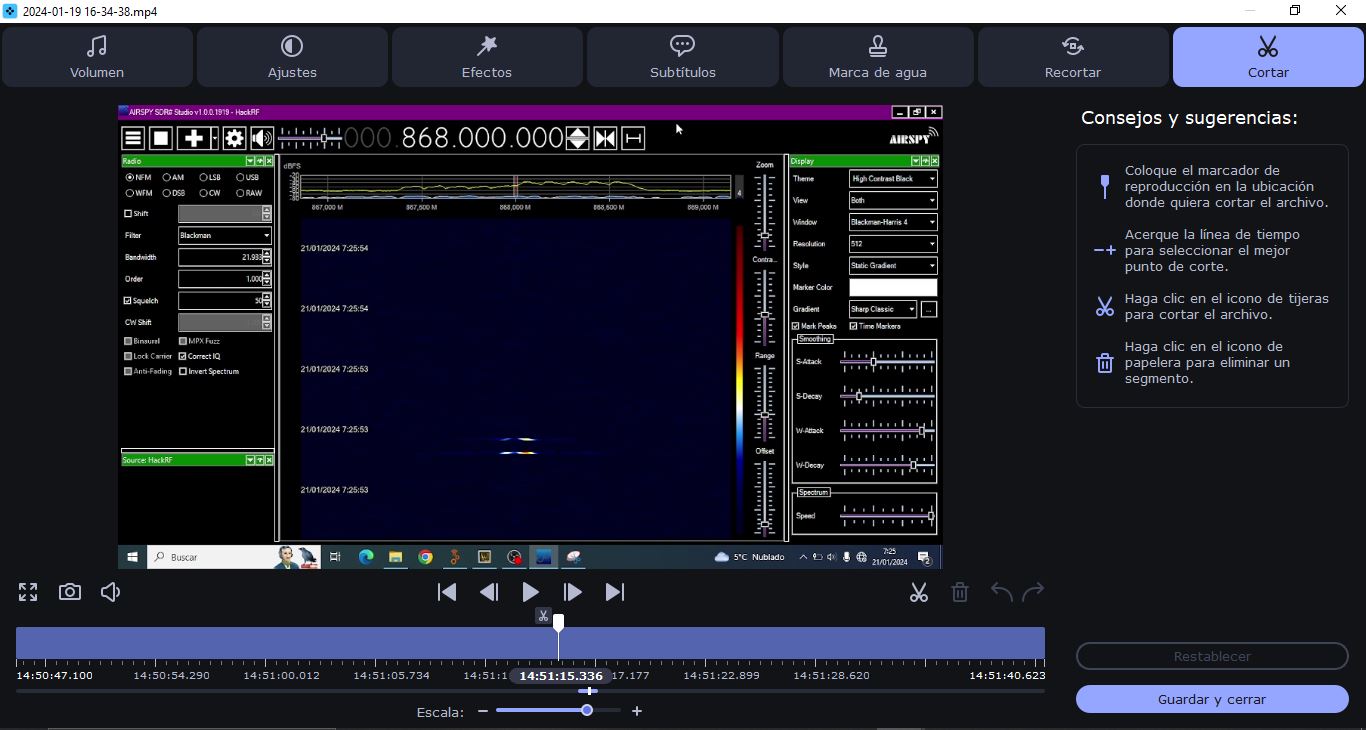 2024-01-19 16-34-38.mp4
Volumen
Ajustes
Efectos
Subtítulos
Marca de agua
Recortar
Cortar
AIRSPY SDR# Studio v1.0.0.1919 - HackRF
000.868.000.000
AIRSPY
Radio
NFM AM LSB USB
WFM DSB CW RAW
Shift
Filter Blackman
Bandwidth 21.933
Order 1,000
Squelch 50
CW Shift
Binaural MPX Fuzz
Lock Carrier Correct IQ
Anti-Fading Invert Spectrum
Source: HackRF
dBFS
4
867,000 M 867,500 M 868,000 M 868,500 M 869,000 M
21/01/2024 7:25:54
21/01/2024 7:25:54
21/01/2024 7:25:53
21/01/2024 7:25:53
21/01/2024 7:25:53
Zoom
Contra...
Range
Offset
Display
Theme High Contrast Black
View Both
Window Blackman-Harris 4
Resolution 512
Style Static Gradient
Marker Color
Gradient Sharp Classic ...
Mark Peaks Time Markers
Smoothing
S-Attack
S-Decay
W-Attack
W-Decay
Spectrum
Speed
Buscar
5°C Nublado
7:25
21/01/2024
2
Consejos y sugerencias:
Coloque el marcador de
reproducción en la ubicación
donde quiera cortar el archivo.
Acerque la línea de tiempo
para seleccionar el mejor
punto de corte.
Haga clic en el icono de tijeras
para cortar el archivo.
Haga clic en el icono de
papelera para eliminar un
segmento.
14:50:47.100 14:50:54.290 14:51:00.012 14:51:05.734 14:51:1 14:51:15.336 17.177 14:51:22.899 14:51:28.620 14:51:40.623
Escala:
Restablecer
Guardar y cerrar